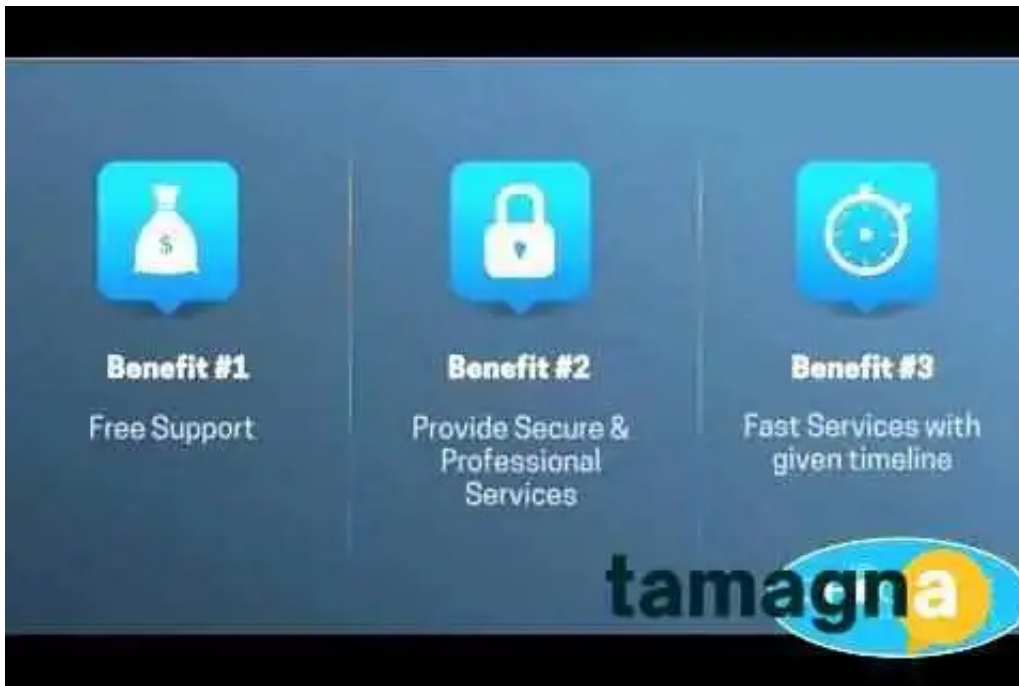 $
Benefit #1
Free Support
Benefit #2
Provide Secure &
Professional
Services
Benefit #3
Fast Services with
given timeline
tamagna